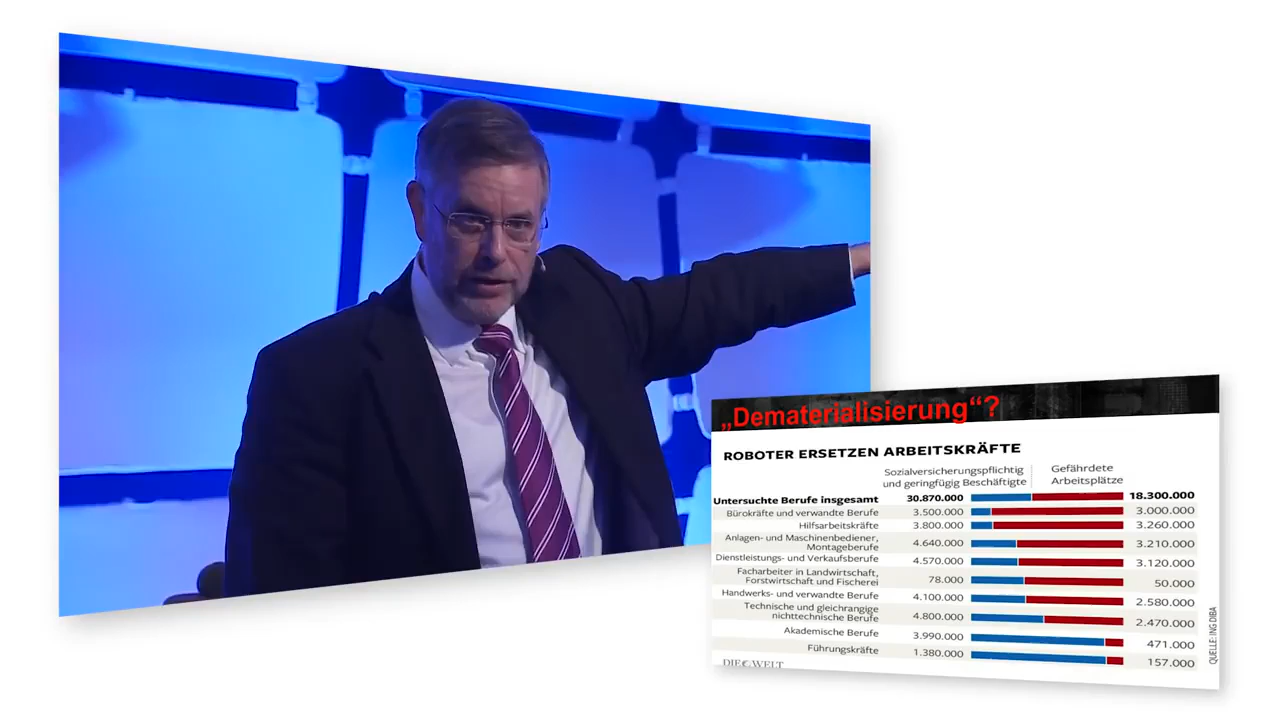 „Dematerialisierung“?
ROBOTER ERSETZEN ARBEITSKRÄFTE
Sozialversicherungspflichtig
und geringfügig Beschäftigte
Gefährdete
Arbeitsplätze
Untersuchte Berufe insgesamt 30.870.000 18.300.000
Bürokräfte und verwandte Berufe 3.500.000 3.000.000
Hilfsarbeitskräfte 3.800.000 3.260.000
Anlagen- und Maschinenbediener,
Montageberufe 4.640.000 3.210.000
Dienstleistungs- und Verkaufsberufe 4.570.000 3.120.000
Facharbeiter in Landwirtschaft,
Forstwirtschaft und Fischerei 78.000 50.000
Handwerks- und verwandte Berufe 4.100.000 2.580.000
Technische und gleichrangige
nichttechnische Berufe 4.800.000 2.470.000
Akademische Berufe 3.990.000 471.000
Führungskräfte 1.380.000 157.000
DIE WELT
QUELLE: ING DIBA